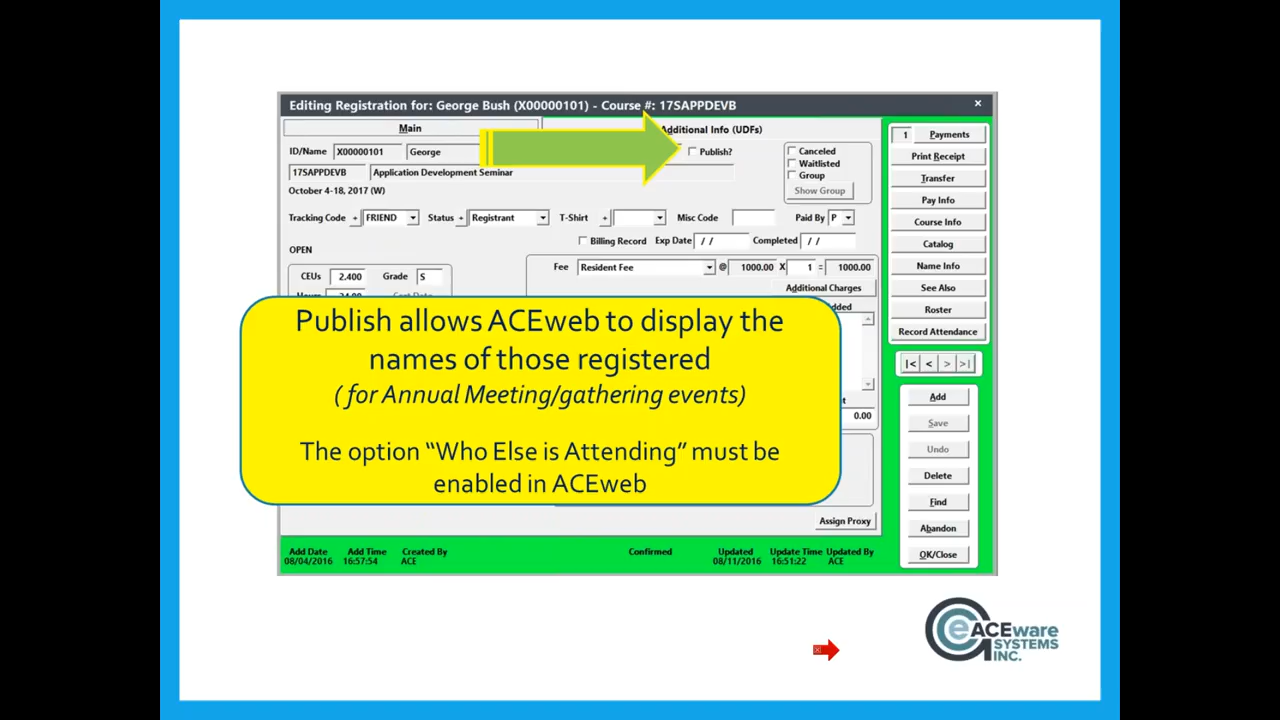 Editing Registration for: George Bush (X00000101) - Course #: 17SAPPDEVB
Main
Additional Info (UDFs)
ID/Name X00000101 George
Publish?
17SAPPDEVB Application Development Seminar
October 4-18, 2017 (W)
Canceled
Waitlisted
Group
Show Group
Tracking Code + FRIEND Status + Registrant T-Shirt + Misc Code Paid By P
Billing Record Exp Date / / Completed / /
OPEN
Fee Resident Fee @ 1000.00 X 1 = 1000.00
CEUs 2.400 Grade S
Additional Charges
0.00
Publish allows ACEweb to display the
names of those registered
( for Annual Meeting/gathering events)
The option “Who Else is Attending” must be
enabled in ACEweb
Assign Proxy
Add Date Add Time Created By Confirmed Updated Update Time Updated By
08/04/2016 16:57:54 ACE 08/11/2016 16:51:22 ACE
1 Payments
Print Receipt
Transfer
Pay Info
Course Info
Catalog
Name Info
See Also
Roster
Record Attendance
|< < > >|
Add
Save
Undo
Delete
Find
Abandon
OK/Close
eACEware
SYSTEMS
INC.